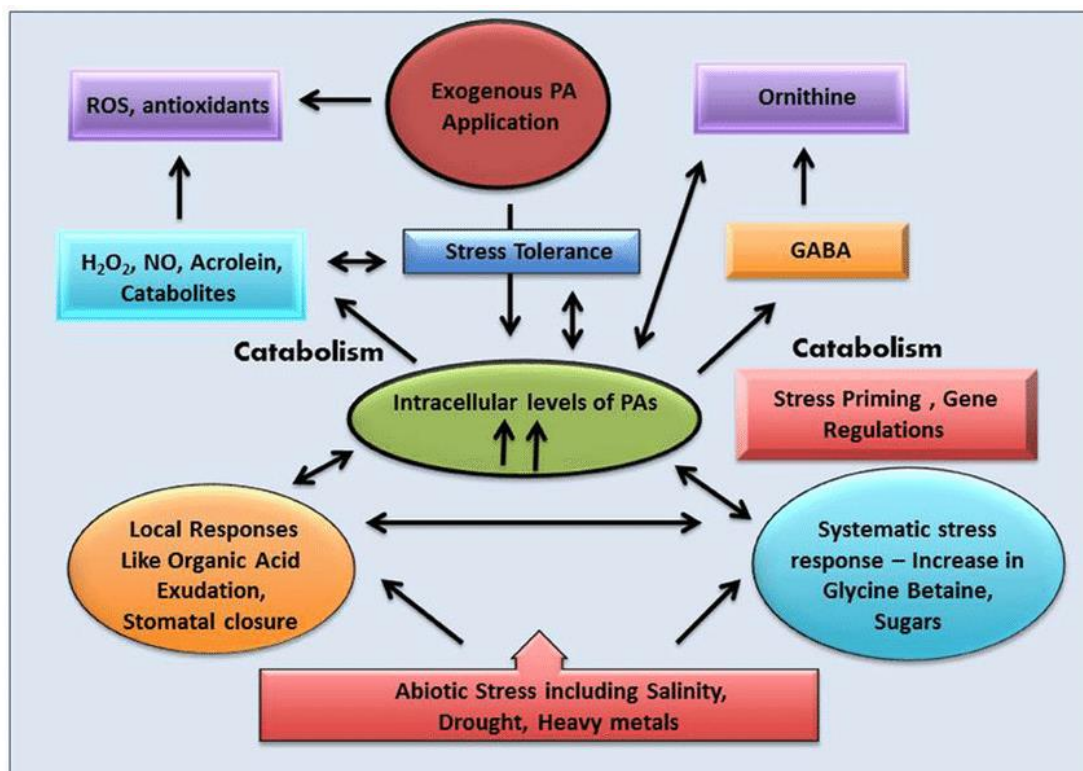 Exogenous PA
Application
ROS, antioxidants
Ornithine
Stress Tolerance
H₂O₂, NO, Acrolein,
Catabolites
GABA
Catabolism
Catabolism
Intracellular levels of PAs
Stress Priming , Gene
Regulations
Local Responses
Like Organic Acid
Exudation,
Stomatal closure
Systematic stress
response – Increase in
Glycine Betaine,
Sugars
Abiotic Stress including Salinity,
Drought, Heavy metals